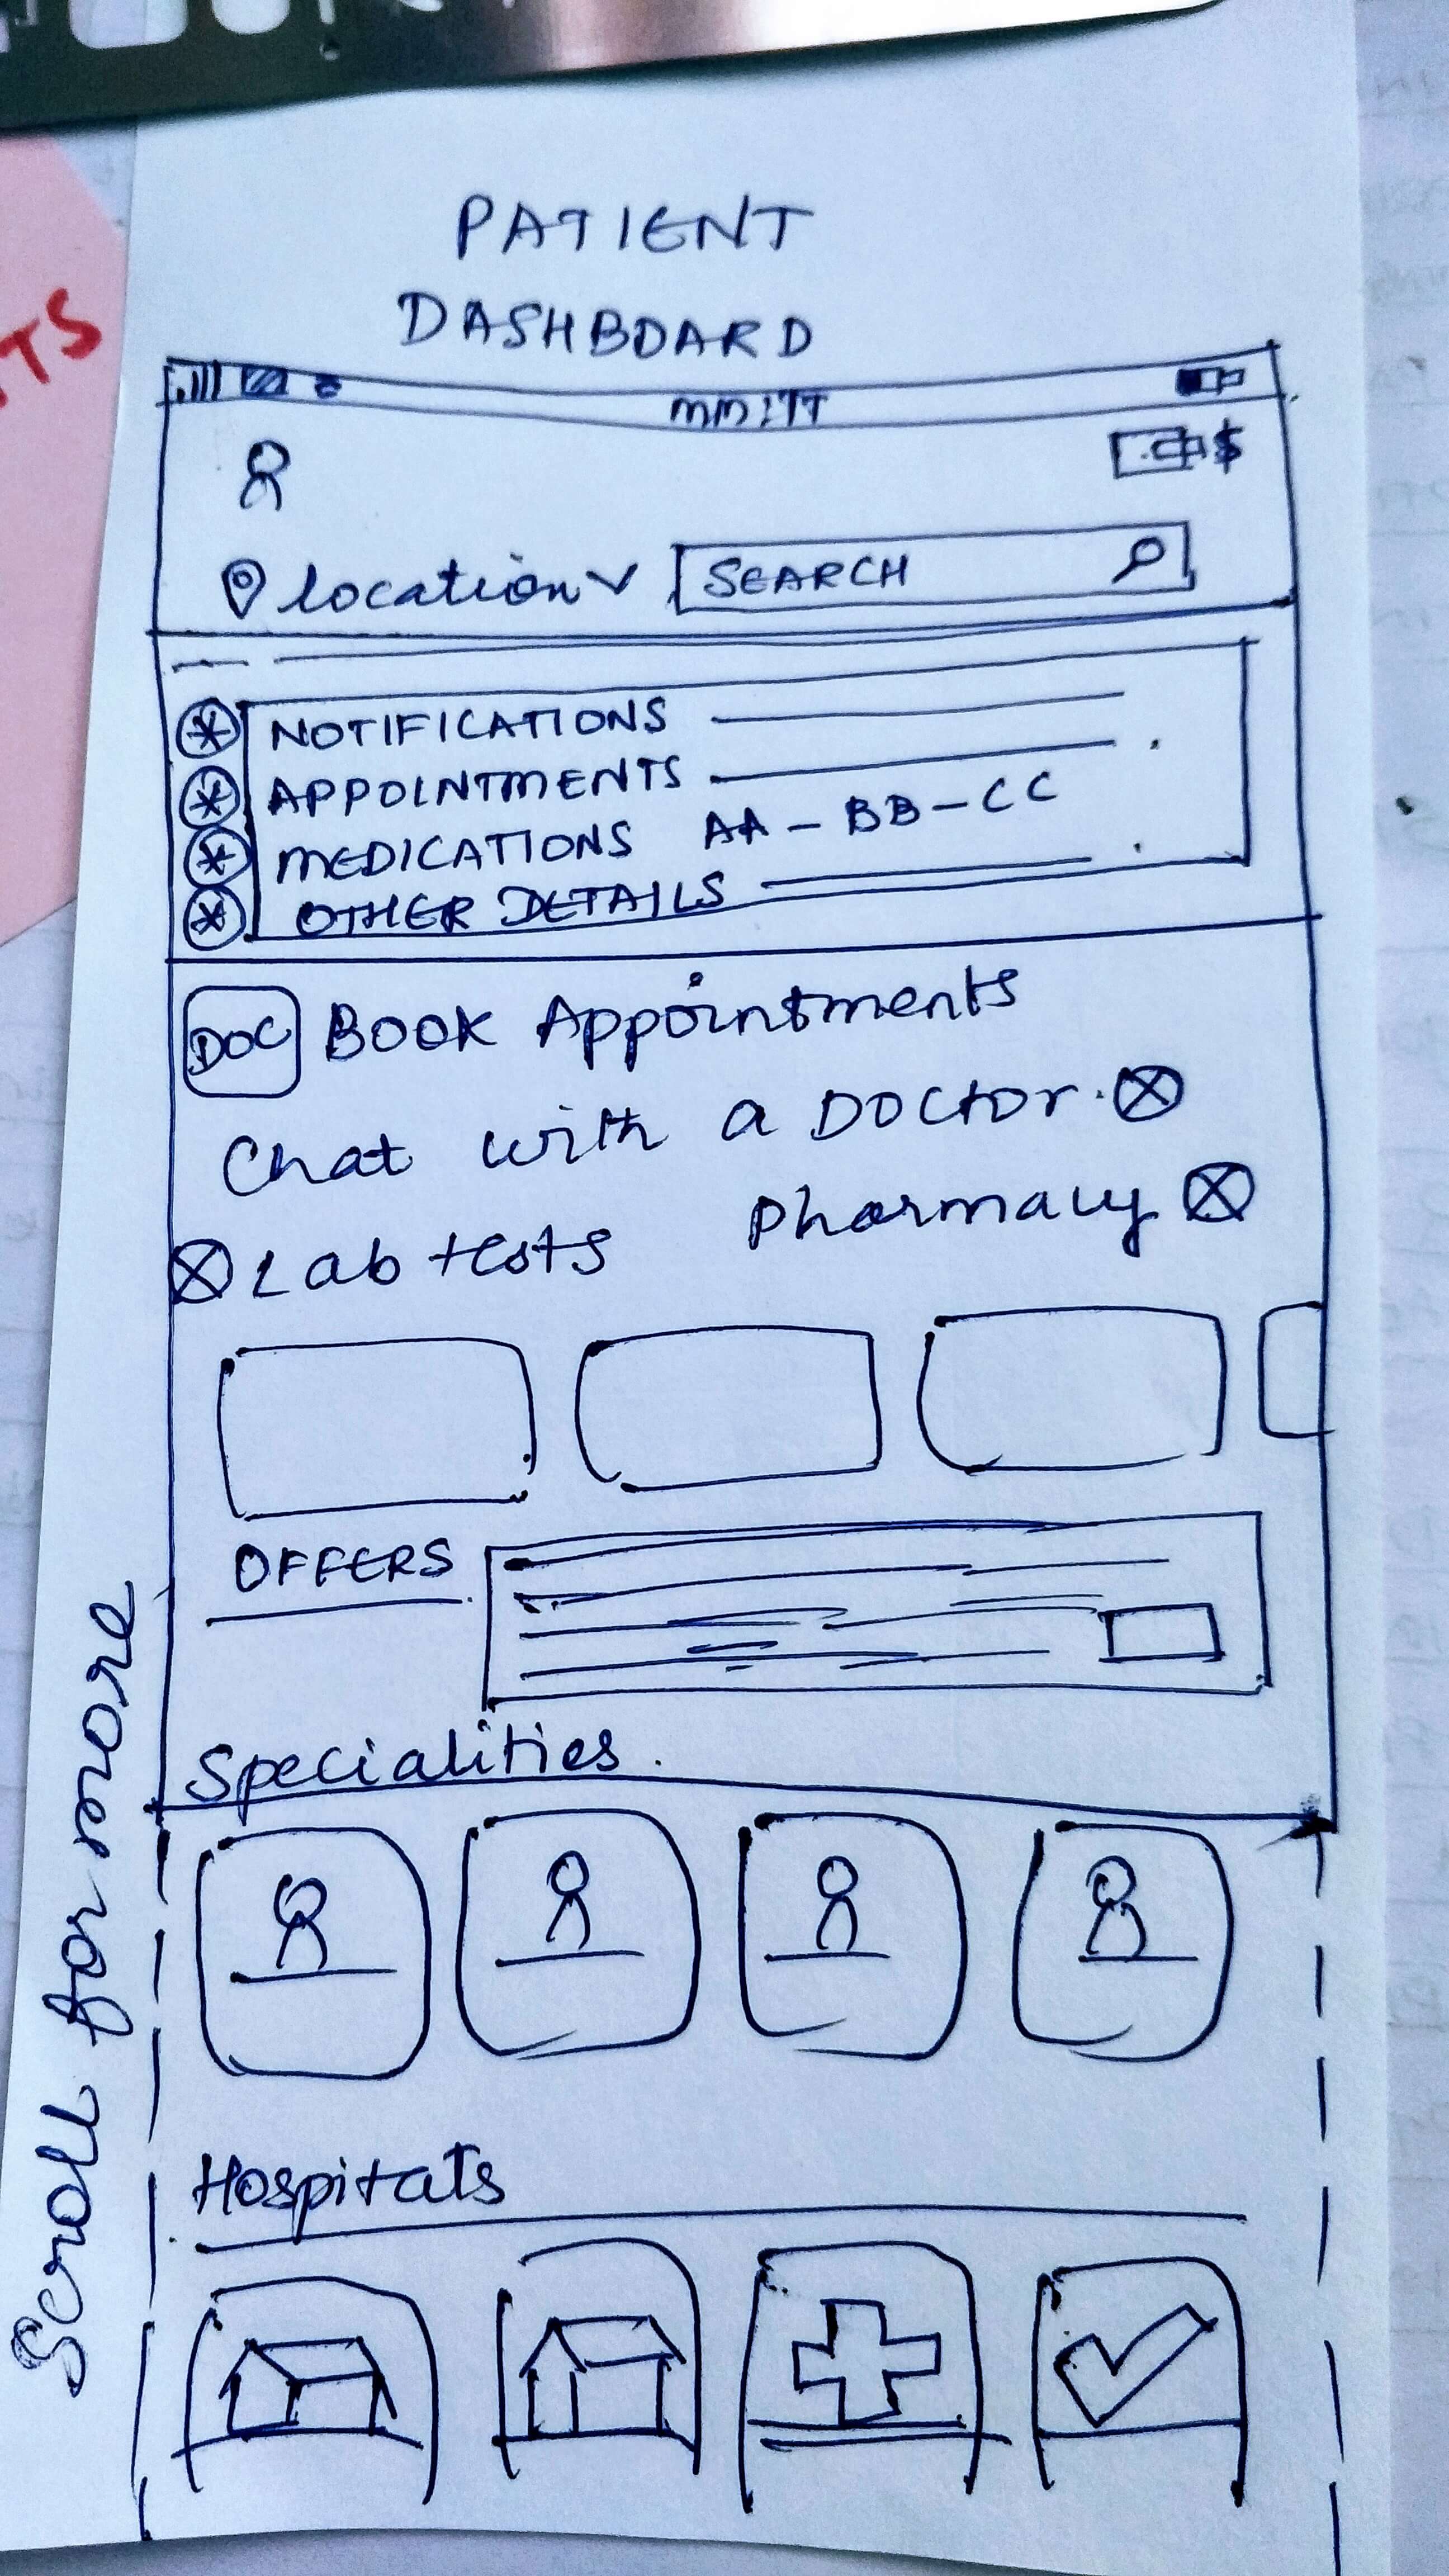 PATIENT
DASHBOARD
mm:TT
$
location
SEARCH
NOTIFICATIONS
APPOINTMENTS
MEDICATIONS AA-BB-CC
OTHER DETAILS
DOC Book Appointments
Chat with a Doctor.
Lab tests
Pharmacy
OFFERS
Specialities.
Hospitals
Scroll for more
TS